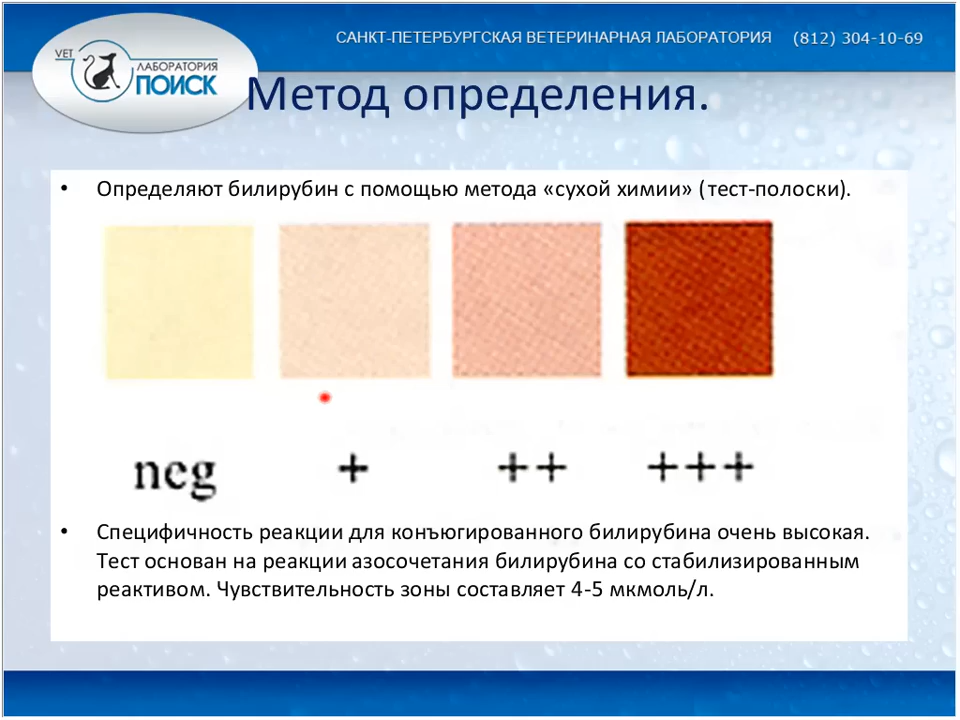 САНКТ-ПЕТЕРБУРГСКАЯ ВЕТЕРИНАРНАЯ ЛАБОРАТОРИЯ (812) 304-10-69
VET
ЛАБОРАТОРИЯ
ПОИСК
Метод определения.
• Определяют билирубин с помощью метода «сухой химии» (тест-полоски).
neg + ++ +++
• Специфичность реакции для конъюгированного билирубина очень высокая.
Тест основан на реакции азосочетания билирубина со стабилизированным
реактивом. Чувствительность зоны составляет 4-5 мкмоль/л.